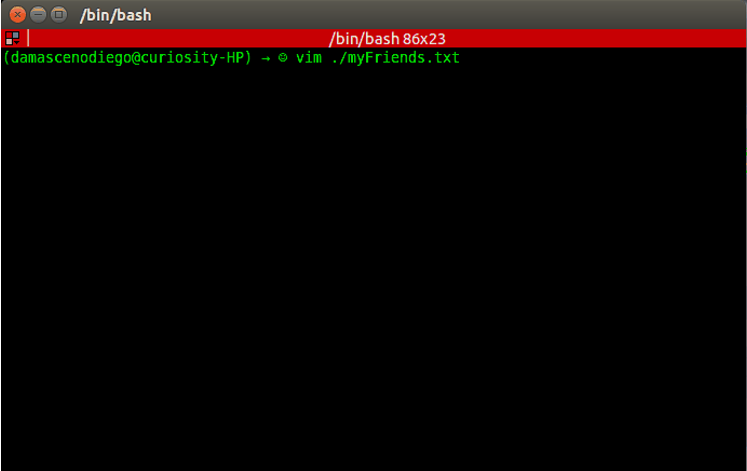 /bin/bash
/bin/bash 86x23
(damascenodiego@curiosity-HP) → ☺ vim ./myFriends.txt